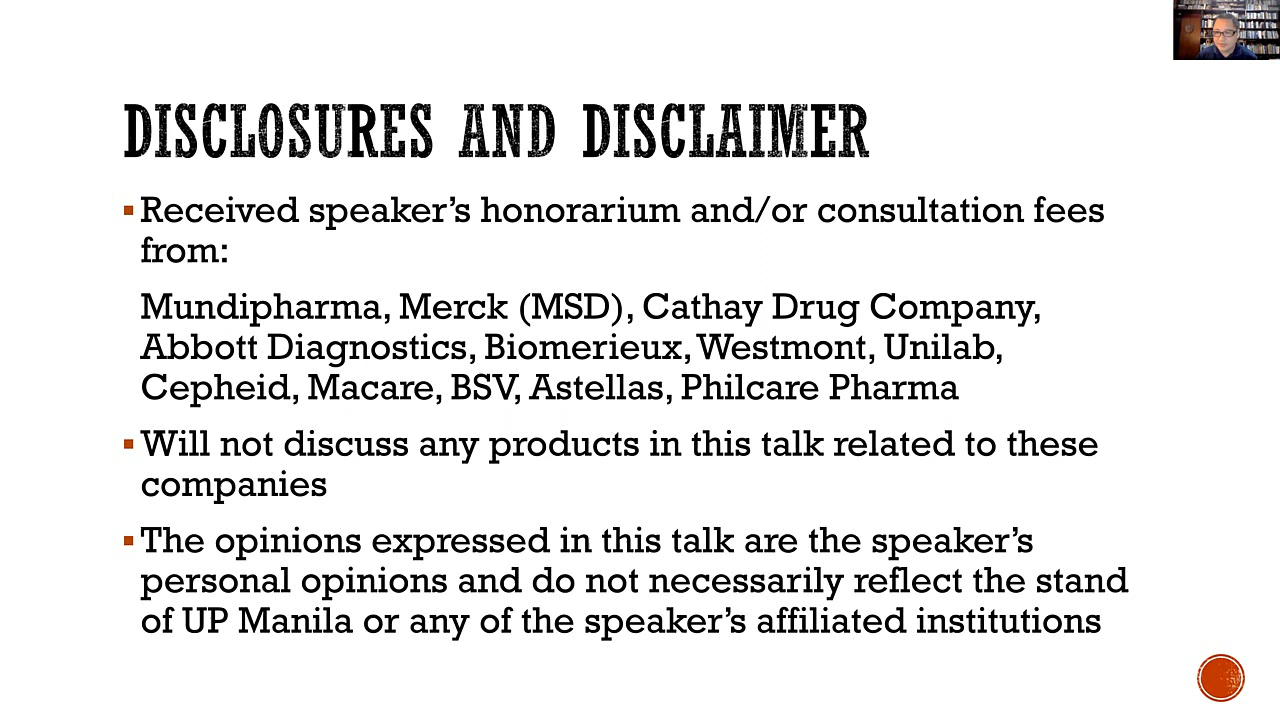 DISCLOSURES AND DISCLAIMER
▪Received speaker’s honorarium and/or consultation fees
from:
Mundipharma, Merck (MSD), Cathay Drug Company,
Abbott Diagnostics, Biomerieux, Westmont, Unilab,
Cepheid, Macare, BSV, Astellas, Philcare Pharma
▪Will not discuss any products in this talk related to these
companies
▪The opinions expressed in this talk are the speaker’s
personal opinions and do not necessarily reflect the stand
of UP Manila or any of the speaker’s affiliated institutions